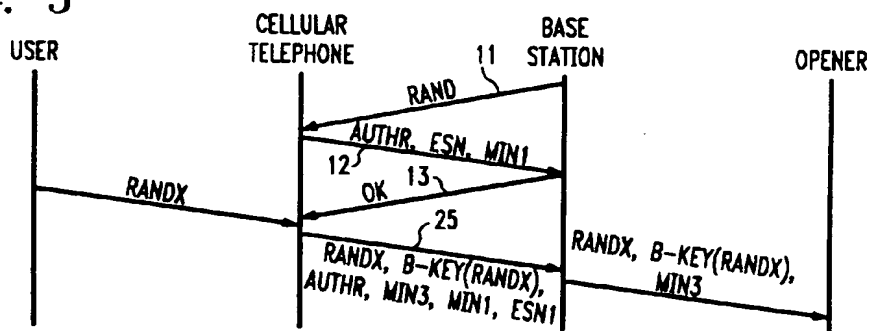 USER
CELLULAR
TELEPHONE
BASE
STATION
OPENER
11
RAND
AUTHR, ESN, MIN1
12
13
OK
RANDX
25
RANDX, B-KEY(RANDX),
AUTHR, MIN3, MIN1, ESN1
RANDX, B-KEY(RANDX),
MIN3